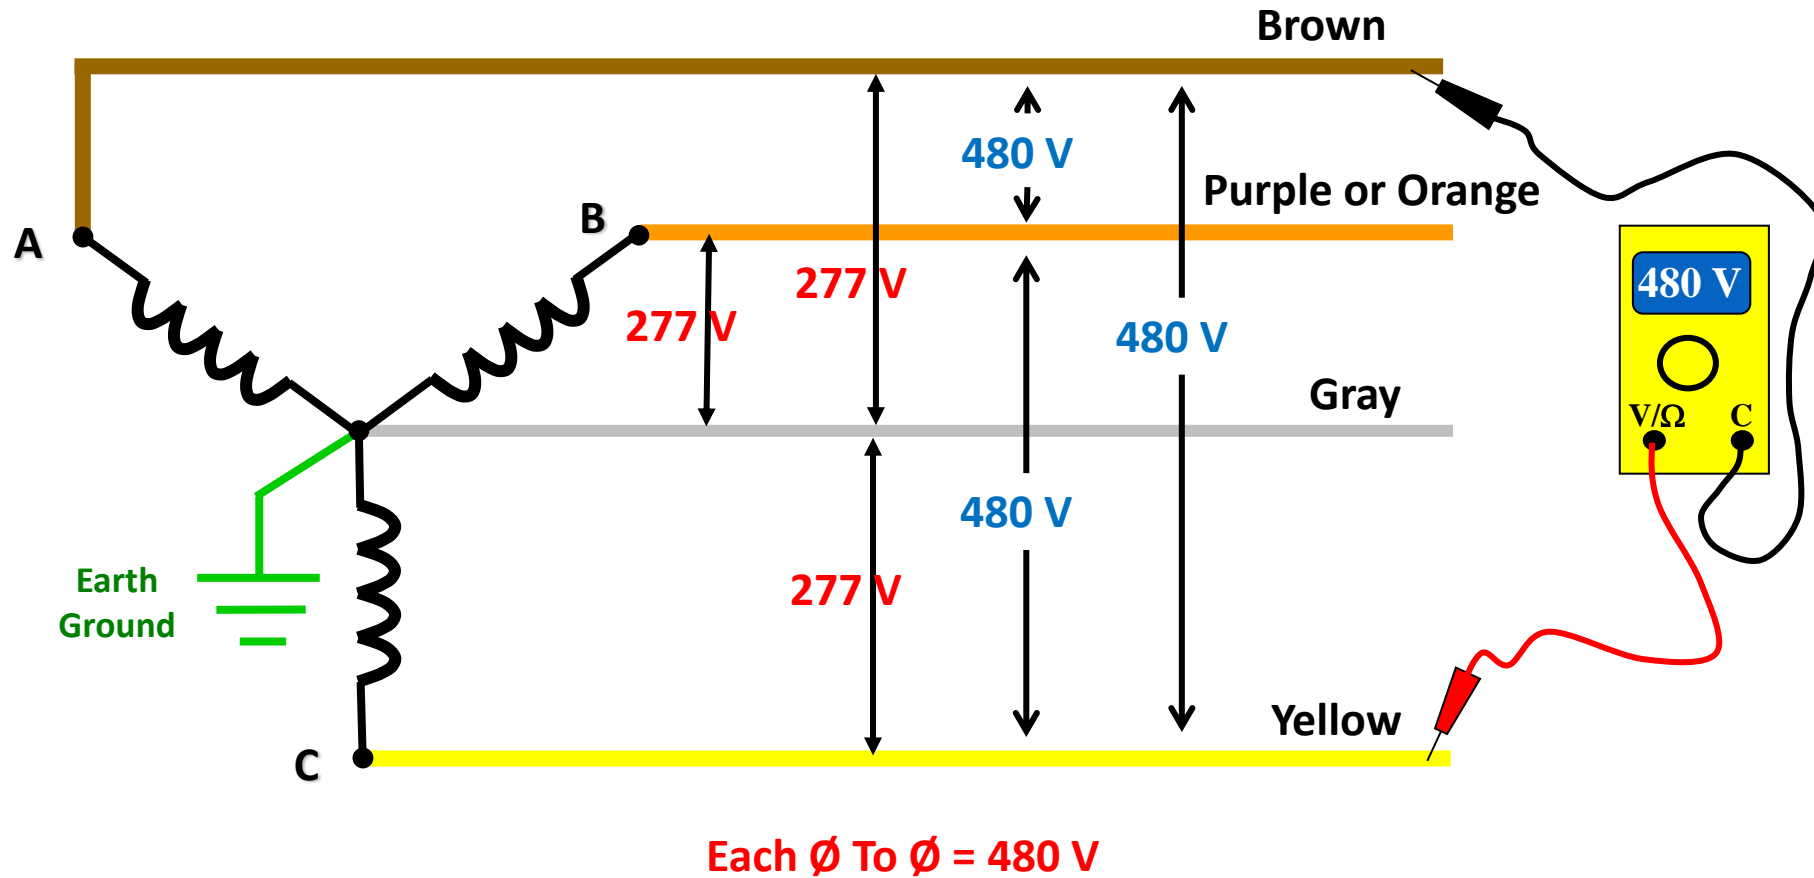 Brown
480 V
Purple or Orange
A
B
277 V
277 V
480 V
480 V
Gray
V/Ω C
480 V
Earth
Ground
277 V
Yellow
C
Each Ø To Ø = 480 V